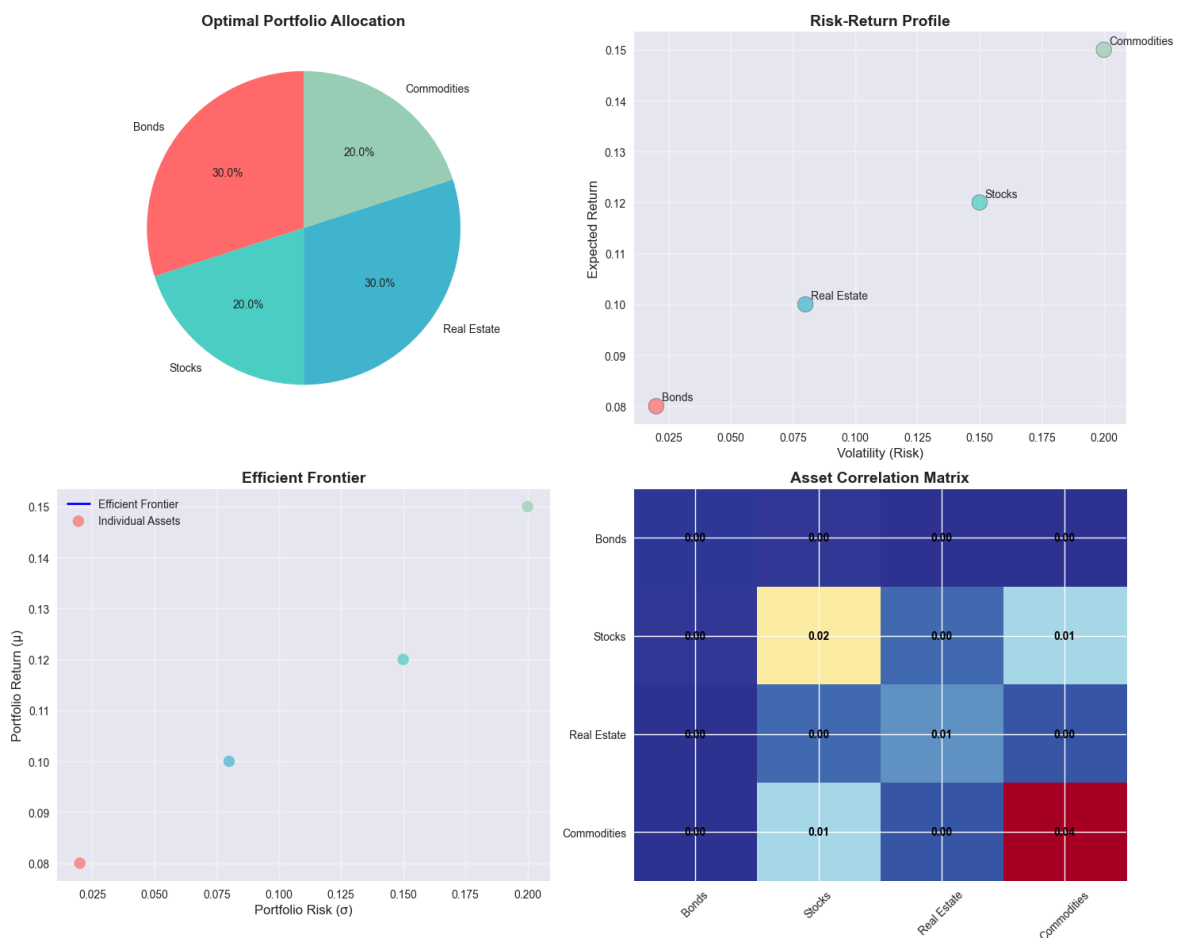 Optimal Portfolio Allocation
Commodities
Bonds
20.0%
30.0%
30.0%
20.0%
Real Estate
Stocks
Risk-Return Profile
Commodities
Stocks
Real Estate
Bonds
0.15
0.14
0.13
0.12
0.11
0.10
0.09
0.08
Expected Return
0.025 0.050 0.075 0.100 0.125 0.150 0.175 0.200
Volatility (Risk)
Efficient Frontier
Efficient Frontier
Individual Assets
0.15
0.14
0.13
0.12
0.11
0.10
0.09
0.08
Portfolio Return (μ)
0.025 0.050 0.075 0.100 0.125 0.150 0.175 0.200
Portfolio Risk (σ)
Asset Correlation Matrix
Bonds 0.00 0.00 0.00 0.00
Stocks 0.00 0.02 0.00 0.01
Real Estate 0.00 0.00 0.01 0.00
Commodities 0.00 0.01 0.00 0.04
Bonds Stocks Real Estate Commodities